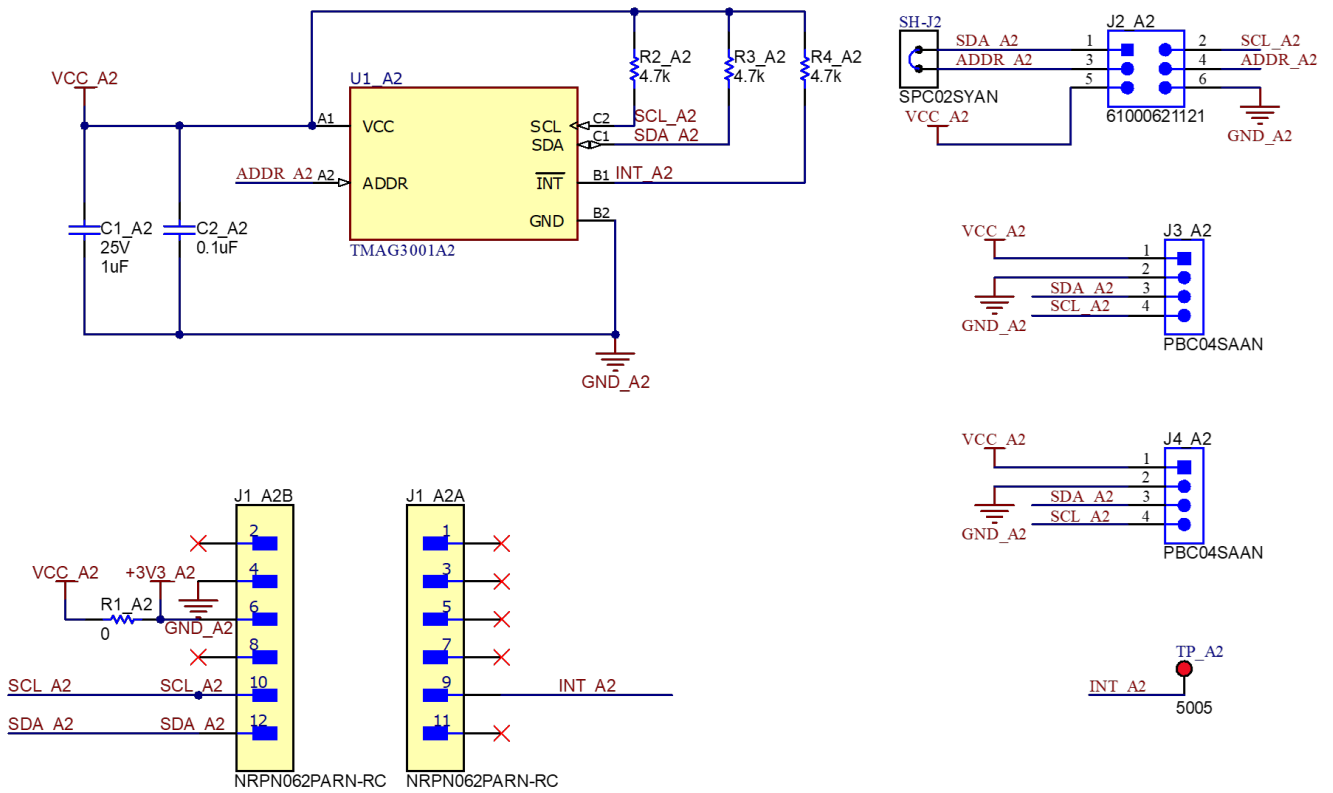 VCC_A2
U1_A2
A1
VCC
ADDR_A2
A2
ADDR
SCL
C2
SCL_A2
SDA
C1
SDA_A2
INT
B1
INT_A2
GND
B2
TMAG3001A2
R2_A2
4.7k
R3_A2
4.7k
R4_A2
4.7k
C1_A2
25V
1uF
C2_A2
0.1uF
GND_A2
SH-J2
SPC02SYAN
SDA_A2
ADDR_A2
VCC_A2
J2_A2
1
3
5
2
4
6
SCL_A2
ADDR_A2
GND_A2
61000621121
VCC_A2
J3_A2
1
2
SDA_A2
3
SCL_A2
4
GND_A2
PBC04SAAN
VCC_A2
J4_A2
1
2
SDA_A2
3
SCL_A2
4
GND_A2
PBC04SAAN
J1_A2B
2
4
6
8
10
12
VCC_A2
+3V3_A2
R1_A2
0
GND_A2
SCL_A2
SCL_A2
SDA_A2
SDA_A2
NRPN062PARN-RC
J1_A2A
1
3
5
7
9
11
INT_A2
NRPN062PARN-RC
TP_A2
INT_A2
5005